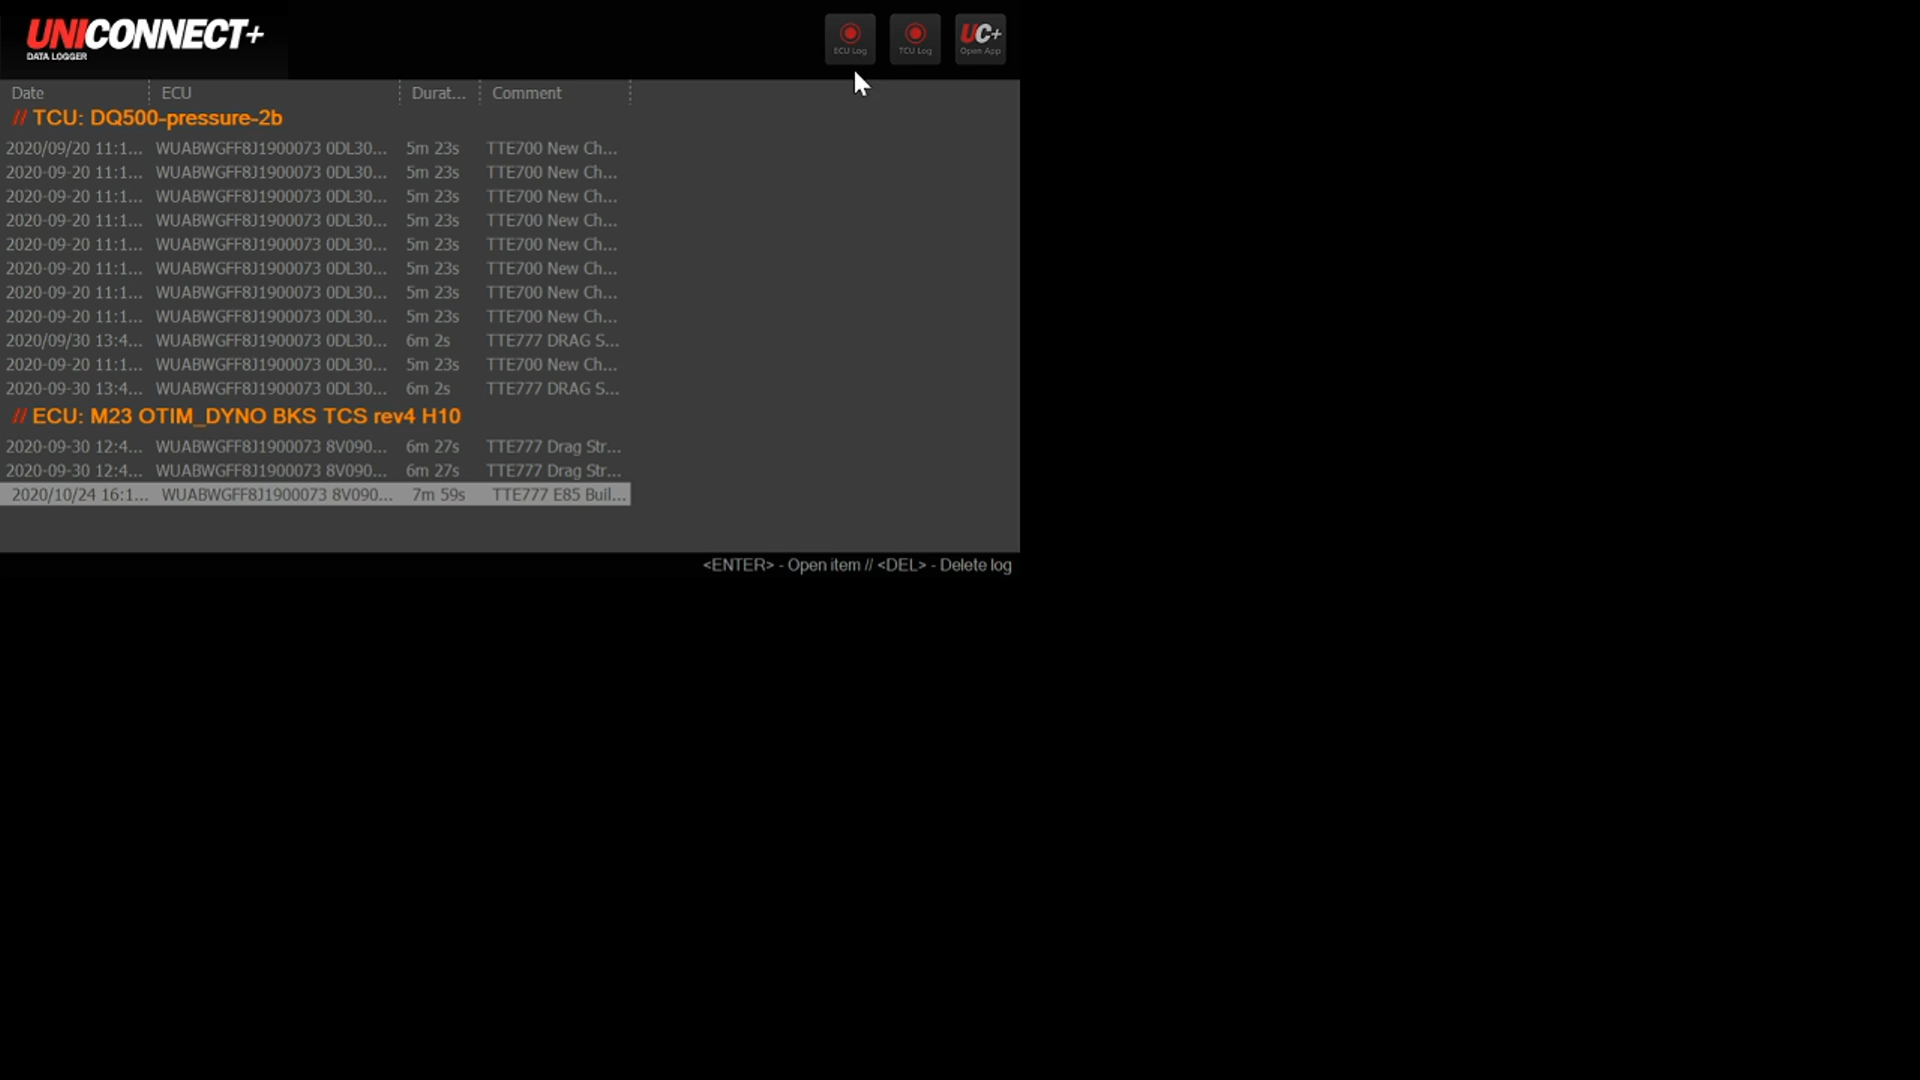 UNICONNECT+
DATA LOGGER
ECU Log
TCU Log
UC+
Open App
Date ECU Durat... Comment
// TCU: DQ500-pressure-2b
2020/09/20 11:1... WUABWGFF8J1900073 0DL30... 5m 23s TTE700 New Ch...
2020-09-20 11:1... WUABWGFF8J1900073 0DL30... 5m 23s TTE700 New Ch...
2020-09-20 11:1... WUABWGFF8J1900073 0DL30... 5m 23s TTE700 New Ch...
2020-09-20 11:1... WUABWGFF8J1900073 0DL30... 5m 23s TTE700 New Ch...
2020-09-20 11:1... WUABWGFF8J1900073 0DL30... 5m 23s TTE700 New Ch...
2020-09-20 11:1... WUABWGFF8J1900073 0DL30... 5m 23s TTE700 New Ch...
2020-09-20 11:1... WUABWGFF8J1900073 0DL30... 5m 23s TTE700 New Ch...
2020-09-20 11:1... WUABWGFF8J1900073 0DL30... 5m 23s TTE700 New Ch...
2020/09/30 13:4... WUABWGFF8J1900073 0DL30... 6m 2s TTE777 DRAG S...
2020-09-20 11:1... WUABWGFF8J1900073 0DL30... 5m 23s TTE700 New Ch...
2020-09-30 13:4... WUABWGFF8J1900073 0DL30... 6m 2s TTE777 DRAG S...
// ECU: M23 OTIM_DYNO BKS TCS rev4 H10
2020-09-30 12:4... WUABWGFF8J1900073 8V090... 6m 27s TTE777 Drag Str...
2020-09-30 12:4... WUABWGFF8J1900073 8V090... 6m 27s TTE777 Drag Str...
2020/10/24 16:1... WUABWGFF8J1900073 8V090... 7m 59s TTE777 E85 Buil...
<ENTER> - Open item // <DEL> - Delete log